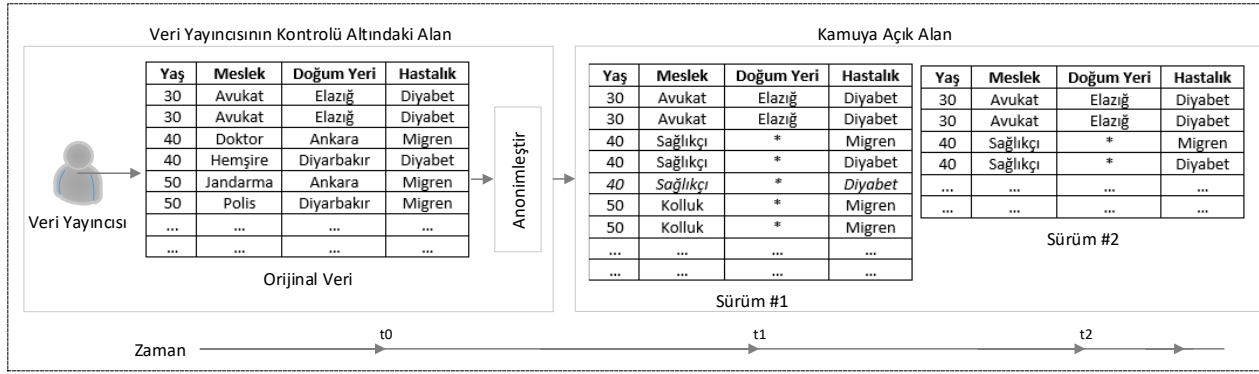 Veri Yayıncısının Kontrolü Altındaki Alan
Veri Yayıncısı
Yaş Meslek Doğum Yeri Hastalık
30 Avukat Elazığ Diyabet
30 Avukat Elazığ Diyabet
40 Doktor Ankara Migren
40 Hemşire Diyarbakır Diyabet
50 Jandarma Ankara Migren
50 Polis Diyarbakır Migren
... ... ... ...
... ... ... ...
Orijinal Veri
Anonimleştir
Kamuya Açık Alan
Yaş Meslek Doğum Yeri Hastalık
30 Avukat Elazığ Diyabet
30 Avukat Elazığ Diyabet
40 Sağlıkçı * Migren
40 Sağlıkçı * Diyabet
40 Sağlıkçı * Diyabet
50 Kolluk * Migren
50 Kolluk * Migren
... ... ... ...
... ... ... ...
Sürüm #1
Yaş Meslek Doğum Yeri Hastalık
30 Avukat Elazığ Diyabet
30 Avukat Elazığ Diyabet
40 Sağlıkçı * Migren
40 Sağlıkçı * Diyabet
... ... ... ...
... ... ... ...
Sürüm #2
Zaman
t0
t1
t2